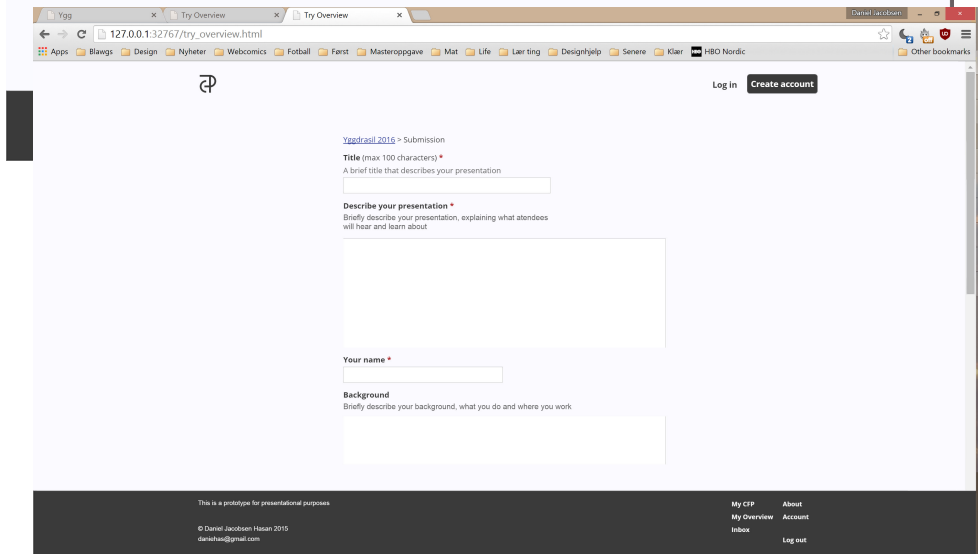 Ygg
Try Overview
Try Overview
Daniel Jacobsen
127.0.0.1:32767/try_overview.html
Apps Blawgs Design Nyheter Webcomics Fotball Først Masteroppgave Mat Life Lær ting Designhjelp Senere Klær HBO HBO Nordic Other bookmarks
Log in
Create account
Yggdrasil 2016 > Submission
Title (max 100 characters) *
A brief title that describes your presentation
Describe your presentation *
Briefly describe your presentation, explaining what atendees
will hear and learn about
Your name *
Background
Briefly describe your background, what you do and where you work
This is a prototype for presentational purposes
© Daniel Jacobsen Hasan 2015
daniehas@gmail.com
My CFP About
My Overview Account
Inbox
Log out